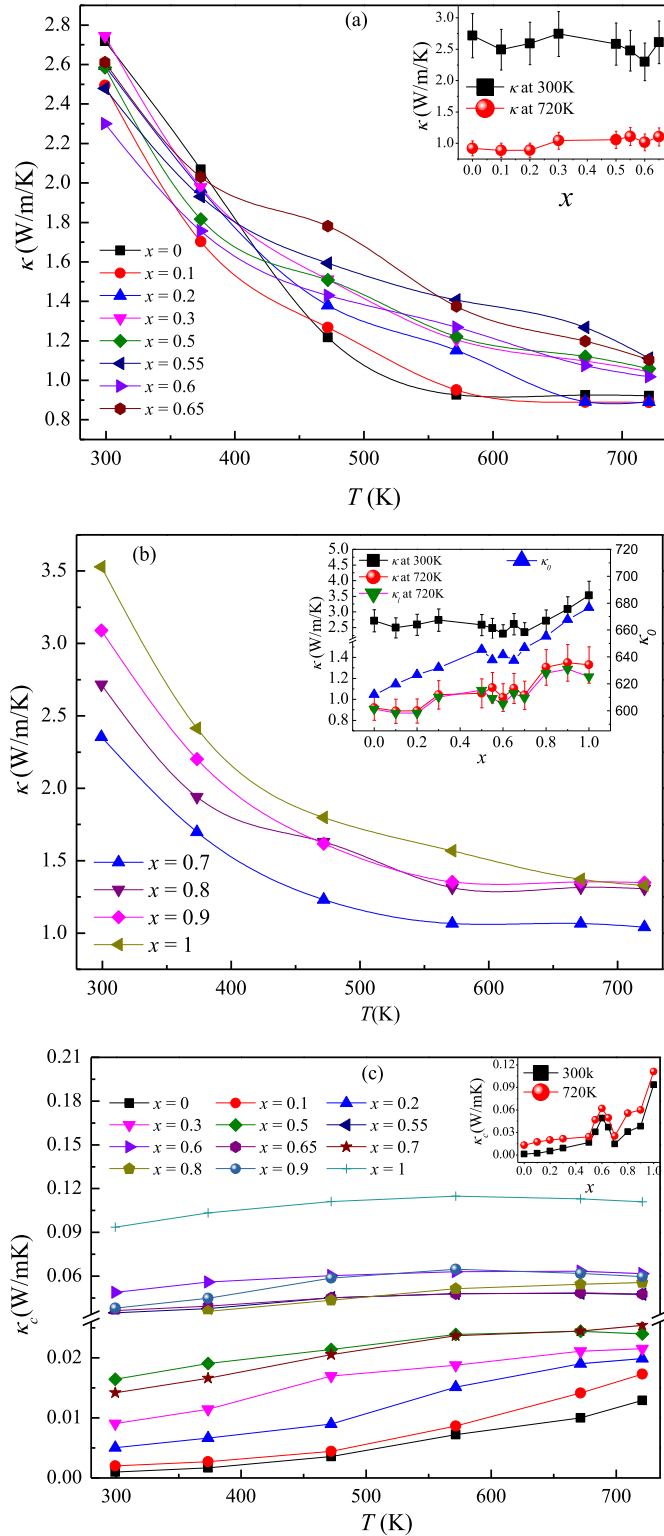 (a)
κ (W/m/K)
2.8
2.6
2.4
2.2
2.0
1.8
1.6
1.4
1.2
1.0
0.8
x = 0
x = 0.1
x = 0.2
x = 0.3
x = 0.5
x = 0.55
x = 0.6
x = 0.65
300 400 500 600 700
T (K)
κ (W/m/K)
3.0
2.5
2.0
1.5
1.0
κ at 300K
κ at 720K
0.0 0.1 0.2 0.3 0.4 0.5 0.6
x
(b)
κ (W/m/K)
3.5
3.0
2.5
2.0
1.5
1.0
x = 0.7
x = 0.8
x = 0.9
x = 1
300 400 500 600 700
T(K)
κ (W/m/K)
5.0
4.5
4.0
3.5
3.0
2.5
1.4
1.2
1.0
0.8
κ at 300K
κ at 720K
κl at 720K
κ0
720
700
680
660
640
620
600
κ0
0.0 0.2 0.4 0.6 0.8 1.0
x
(c)
κc(W/mK)
0.21
0.18
0.15
0.12
0.09
0.06
0.02
0.01
0.00
x = 0 x = 0.1 x = 0.2
x = 0.3 x = 0.5 x = 0.55
x = 0.6 x = 0.65 x = 0.7
x = 0.8 x = 0.9 x = 1
300 400 500 600 700
T (K)
κc(W/mK)
0.12
0.09
0.06
0.03
0.00
300k
720K
0.0 0.2 0.4 0.6 0.8 1.0
x